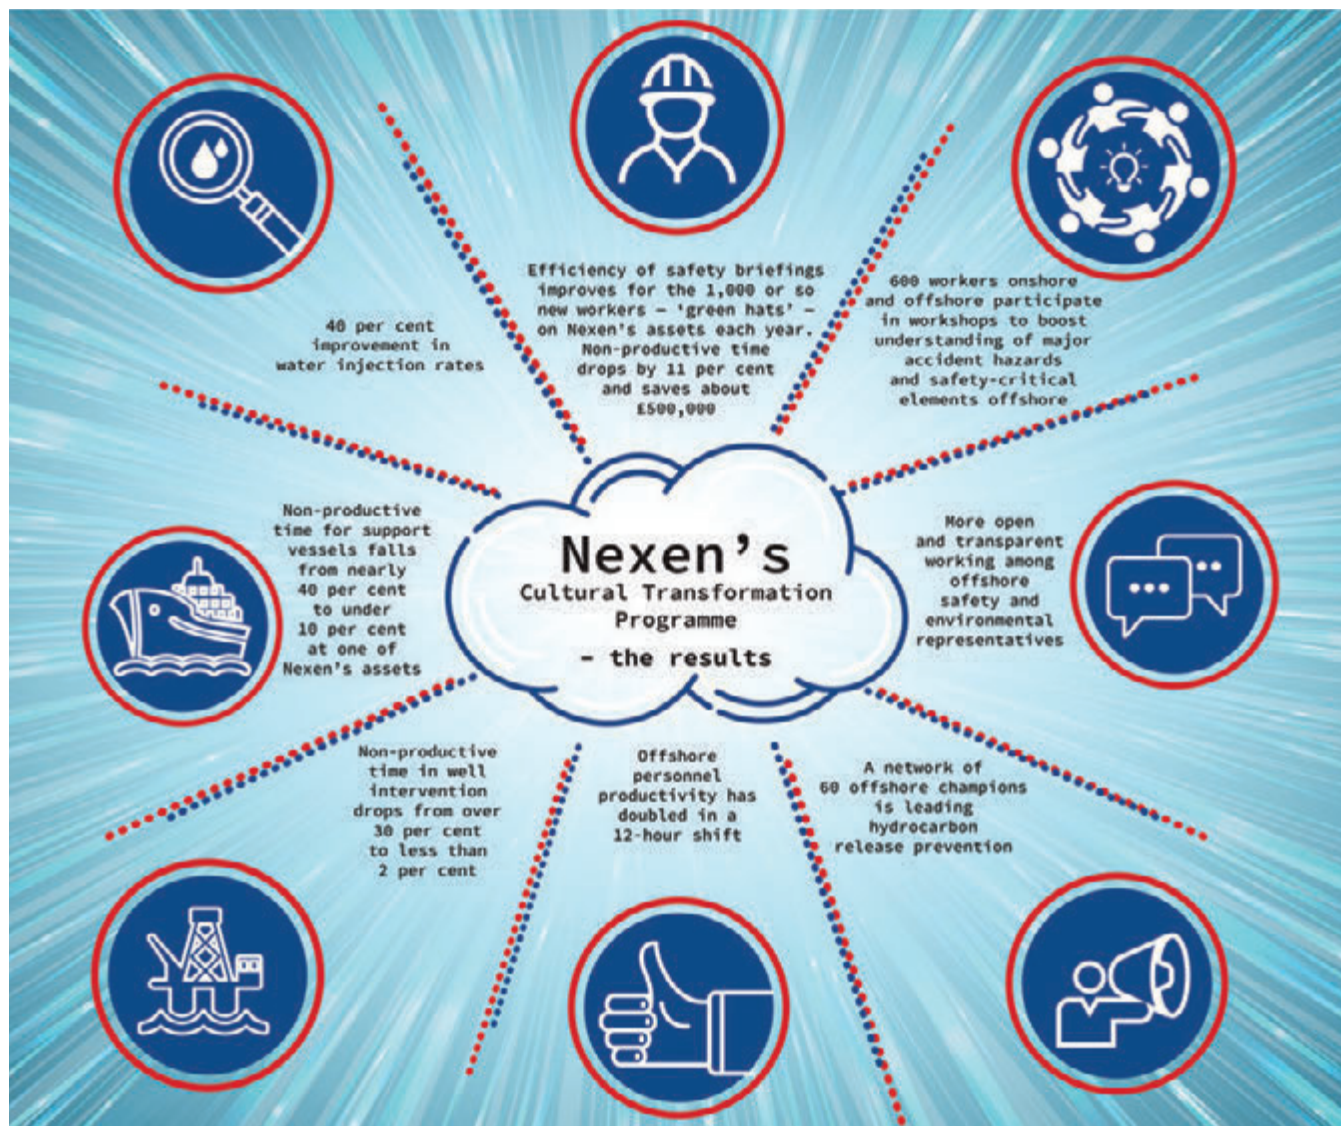 Nexen's
Cultural Transformation
Programme
– the results
Efficiency of safety briefings
improves for the 1,000 or so
new workers – 'green hats' –
on Nexen's assets each year.
Non-productive time
drops by 11 per cent
and saves about
£500,000
600 workers onshore
and offshore participate
in workshops to boost
understanding of major
accident hazards
and safety-critical
elements offshore
More open
and transparent
working among
offshore
safety and
environmental
representatives
A network of
60 offshore champions
is leading
hydrocarbon
release prevention
Offshore
personnel
productivity has
doubled in a
12-hour shift
Non-productive
time in well
intervention
drops from over
30 per cent
to less than
2 per cent
Non-productive
time for support
vessels falls
from nearly
40 per cent
to under
10 per cent
at one of
Nexen's assets
40 per cent
improvement in
water injection rates